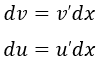 dv = v′dx
du = u′dx